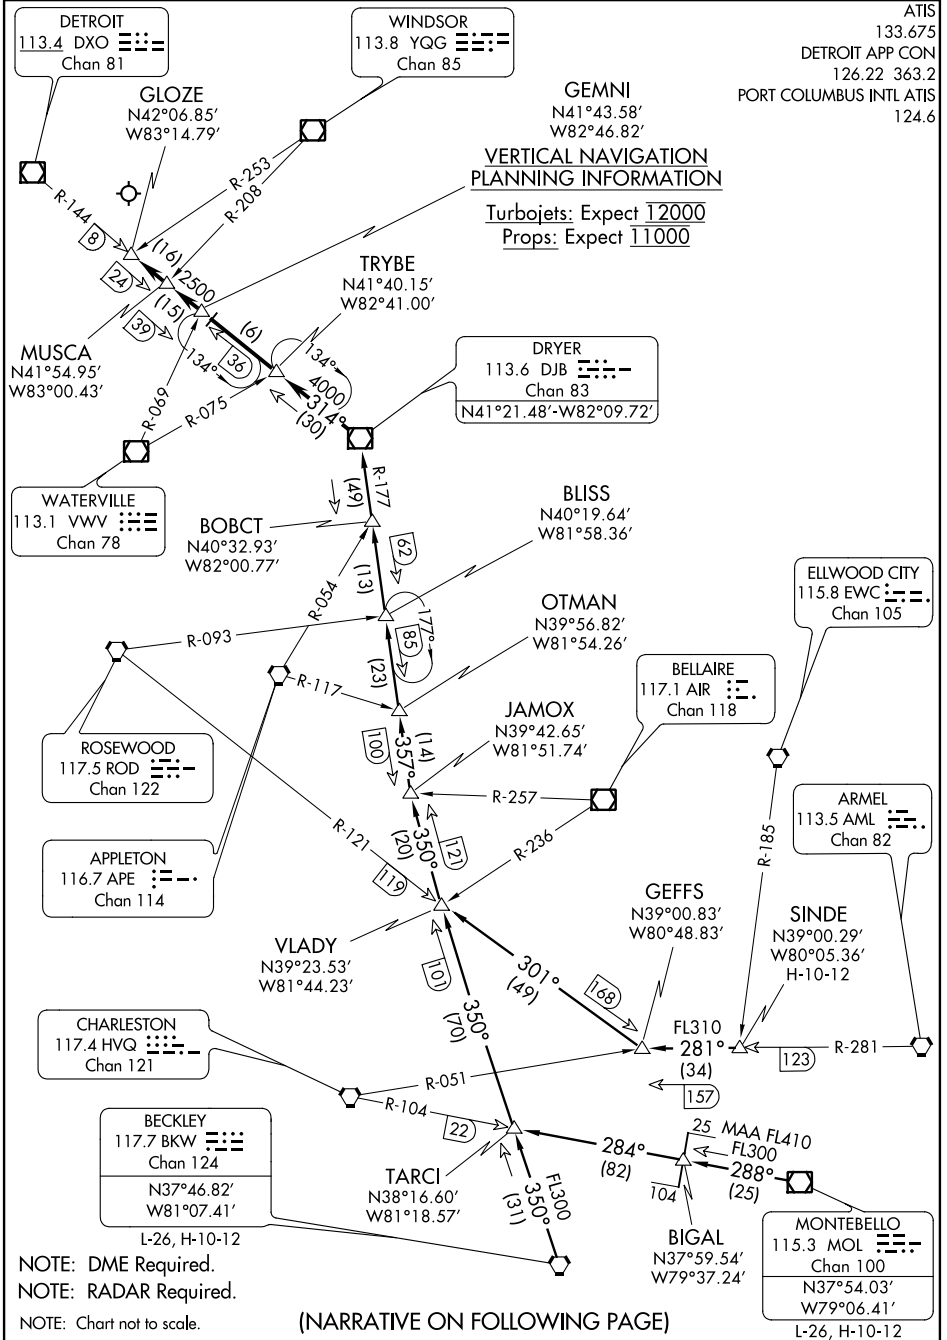 ATIS
133.675
DETROIT APP CON
126.22 363.2
PORT COLUMBUS INTL ATIS
124.6
DETROIT
113.4 DXO
Chan 81
WINDSOR
113.8 YQG
Chan 85
GLOZE
N42°06.85′
W83°14.79′
GEMNI
N41°43.58′
W82°46.82′
VERTICAL NAVIGATION
PLANNING INFORMATION
Turbojets: Expect 12000
Props: Expect 11000
R-253
R-208
R-144
8
(16)
24
2500
(15)
39
(6)
134°
36
134°
4000
314°
(30)
TRYBE
N41°40.15′
W82°41.00′
MUSCA
N41°54.95′
W83°00.43′
R-069
R-075
DRYER
113.6 DJB
Chan 83
N41°21.48′-W82°09.72′
WATERVILLE
113.1 VWV
Chan 78
R-177
(49)
BOBCT
N40°32.93′
W82°00.77′
BLISS
N40°19.64′
W81°58.36′
62
(13)
R-054
R-093
177°
85
(23)
R-117
OTMAN
N39°56.82′
W81°54.26′
ELLWOOD CITY
115.8 EWC
Chan 105
BELLAIRE
117.1 AIR
Chan 118
JAMOX
N39°42.65′
W81°51.74′
ROSEWOOD
117.5 ROD
Chan 122
100
357°
(14)
R-257
R-121
350°
(20)
121
R-236
R-185
ARMEL
113.5 AML
Chan 82
APPLETON
116.7 APE
Chan 114
119
VLADY
N39°23.53′
W81°44.23′
101
GEFFS
N39°00.83′
W80°48.83′
SINDE
N39°00.29′
W80°05.36′
H-10-12
301°
(49)
168
350°
(70)
FL310
281°
(34)
123
R-281
157
CHARLESTON
117.4 HVQ
Chan 121
R-051
R-104
22
BECKLEY
117.7 BKW
Chan 124
N37°46.82′
W81°07.41′
L-26, H-10-12
TARCI
N38°16.60′
W81°18.57′
FL300
350°
(31)
284°
(82)
25
MAA FL410
FL300
288°
(25)
104
BIGAL
N37°59.54′
W79°37.24′
MONTEBELLO
115.3 MOL
Chan 100
N37°54.03′
W79°06.41′
L-26, H-10-12
NOTE: DME Required.
NOTE: RADAR Required.
NOTE: Chart not to scale.
(NARRATIVE ON FOLLOWING PAGE)